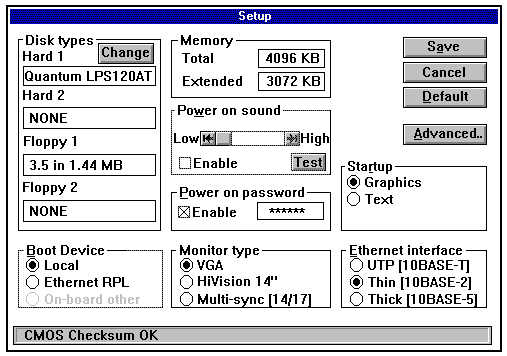 Setup
Disk types
Hard 1
Change
Quantum LPS120AT
Hard 2
NONE
Floppy 1
3.5 in 1.44 MB
Floppy 2
NONE
Memory
Total
4096 KB
Extended
3072 KB
Power on sound
Low
High
Enable
Test
Power on password
Enable
******
Save
Cancel
Default
Advanced..
Startup
Graphics
Text
Boot Device
Local
Ethernet RPL
On-board other
Monitor type
VGA
HiVision 14"
Multi-sync [14/17]
Ethernet interface
UTP [10BASE-T]
Thin [10BASE-2]
Thick [10BASE-5]
CMOS Checksum OK